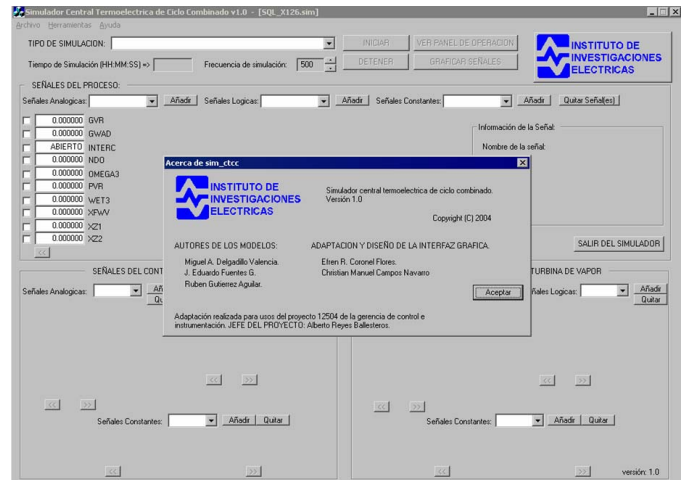 Simulador Central Termoelectrica de Ciclo Combinado v1.0 - [SQL_X126.sim]
Archivo Herramientas Ayuda
TIPO DE SIMULACION:
INICIAR
VER PANEL DE OPERACION
Tiempo de Simulación (HH:MM:SS) =>
Frecuencia de simulación: 500
DETENER
GRAFICAR SEÑALES
INSTITUTO DE
INVESTIGACIONES
ELECTRICAS
SEÑALES DEL PROCESO:
Señales Analogicas: Añadir Señales Logicas: Añadir Señales Constantes: Añadir Quitar Señal(es)
0.000000 GVR
0.000000 GWAD
ABIERTO INTERC
0.000000 NDO
0.000000 OMEGA3
0.000000 PVR
0.000000 WET3
0.000000 XFWV
0.000000 XZ1
0.000000 XZ2
<<
Información de la Señal:
Nombre de la señal:
SALIR DEL SIMULADOR
Acerca de sim_ctcc
INSTITUTO DE
INVESTIGACIONES
ELECTRICAS
Simulador central termoelectrica de ciclo combinado.
Versión 1.0
Copyright (C) 2004
AUTORES DE LOS MODELOS:
Miguel A. Delgadillo Valencia.
J. Eduardo Fuentes G.
Ruben Gutierrez Aguilar.
ADAPTACION Y DISEÑO DE LA INTERFAZ GRAFICA.
Efren R. Coronel Flores.
Christian Manuel Campos Navarro
Aceptar
Adaptación realizada para usos del proyecto 12504 de la gerencia de control e
instrumentación. JEFE DEL PROYECTO: Alberto Reyes Ballesteros.
SEÑALES DEL CONT
Señales Analogicas:
<< >>
<< >>
Señales Constantes: Añadir Quitar
<< >>
TURBINA DE VAPOR
ñales Logicas: Añadir
Quitar
<< >>
<< >>
Señales Constantes: Añadir Quitar
<< >>
versión: 1.0